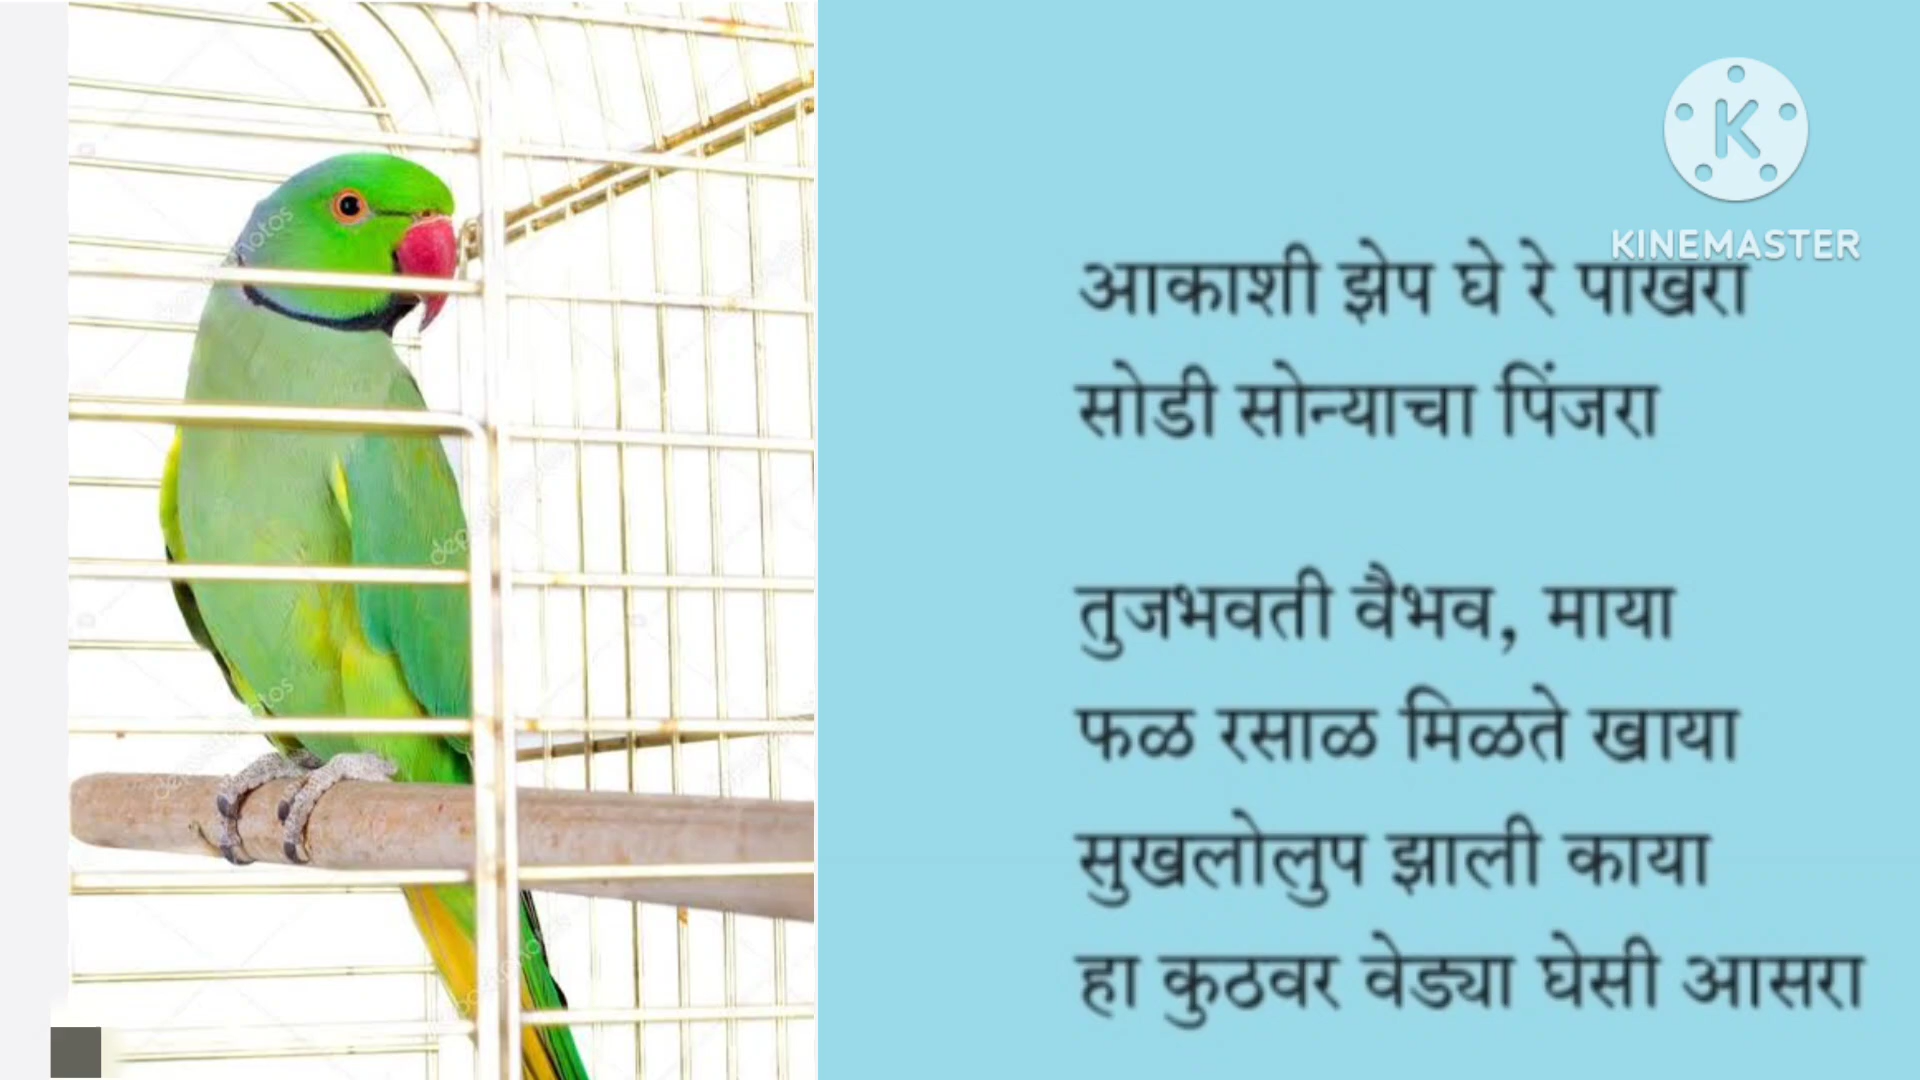 KINEMASTER
आकाशी झेप घे रे पाखरा
सोडी सोन्याचा पिंजरा
तुजभवती वैभव, माया
फळ रसाळ मिळते खाया
सुखलोलुप झाली काया
हा कुठवर वेड्या घेसी आसरा